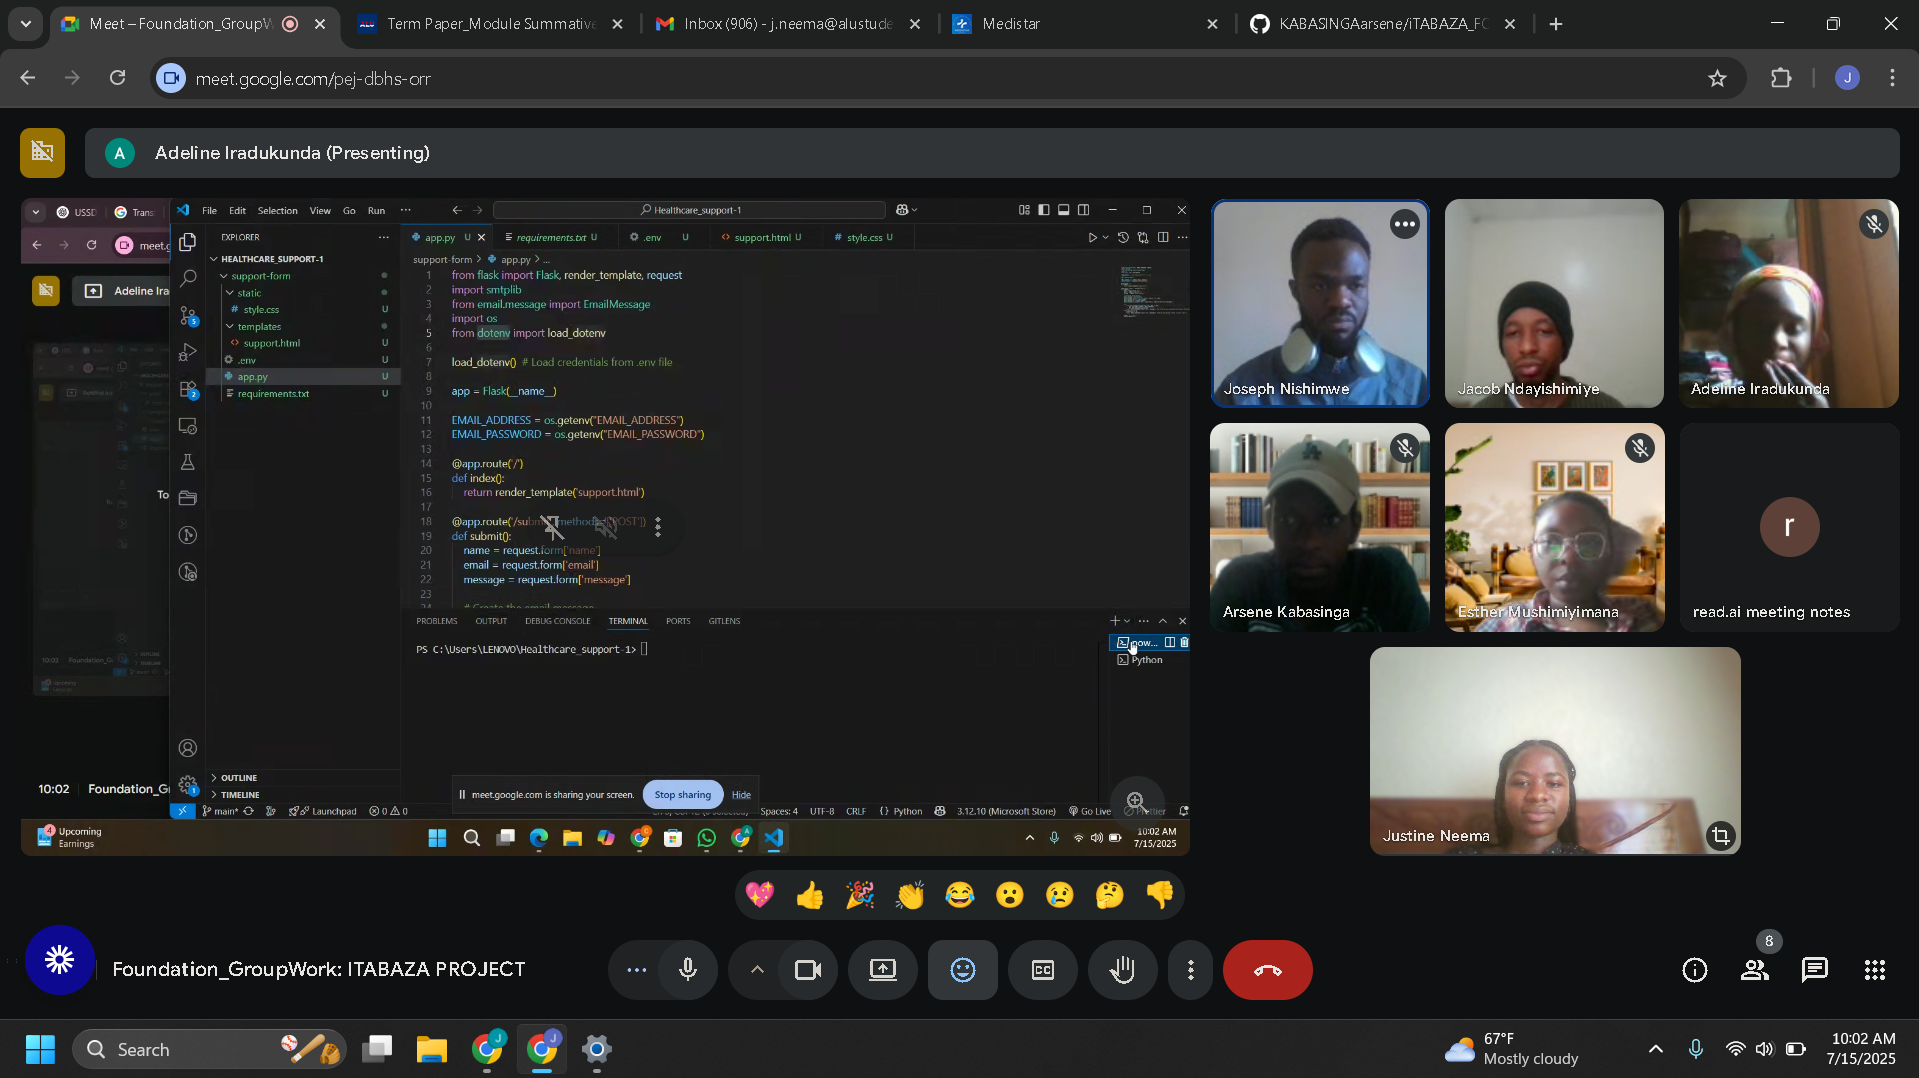 Meet – Foundation_GroupW
Term Paper_Module Summative
Inbox (906) - j.neema@alustude
Medistar
KABASINGAarsene/iTABAZA_FO
meet.google.com/pej-dbhs-orr
J
A
Adeline Iradukunda (Presenting)
USSD
Trans
meet.g
Adeline Ira
To
10:02
Foundation_G
File
Edit
Selection
View
Go
Run
Healthcare_support-1
EXPLORER
HEALTHCARE_SUPPORT-1
support-form
static
# style.css U
templates
<> support.html U
.env U
app.py U
requirements.txt U
OUTLINE
TIMELINE
app.py U
requirements.txt U
.env U
<> support.html U
# style.css U
support-form > app.py > ...
1 from flask import Flask, render_template, request
2 import smtplib
3 from email.message import EmailMessage
4 import os
5 from dotenv import load_dotenv
6
7 load_dotenv() # Load credentials from .env file
8
9 app = Flask(__name__)
10
11 EMAIL_ADDRESS = os.getenv("EMAIL_ADDRESS")
12 EMAIL_PASSWORD = os.getenv("EMAIL_PASSWORD")
13
14 @app.route('/')
15 def index():
16 return render_template('support.html')
17
18 @app.route('/submit', methods=['POST'])
19 def submit():
20 name = request.form['name']
21 email = request.form['email']
22 message = request.form['message']
23
24 # Create the email message
PROBLEMS
OUTPUT
DEBUG CONSOLE
TERMINAL
PORTS
GITLENS
PS C:\Users\LENOVO\Healthcare_support-1>
pow...
Python
meet.google.com is sharing your screen.
Stop sharing
Hide
main*
Launchpad
0 0
Spaces: 4
UTF-8
CRLF
{ } Python
3.12.10 (Microsoft Store)
Go Live
Prettier
4
Upcoming
Earnings
10:02 AM
7/15/2025
Joseph Nishimwe
Jacob Ndayishimiye
Adeline Iradukunda
Arsene Kabasinga
Esther Mushimiyimana
r
read.ai meeting notes
Justine Neema
Foundation_GroupWork: ITABAZA PROJECT
8
Search
67°F
Mostly cloudy
10:02 AM
7/15/2025